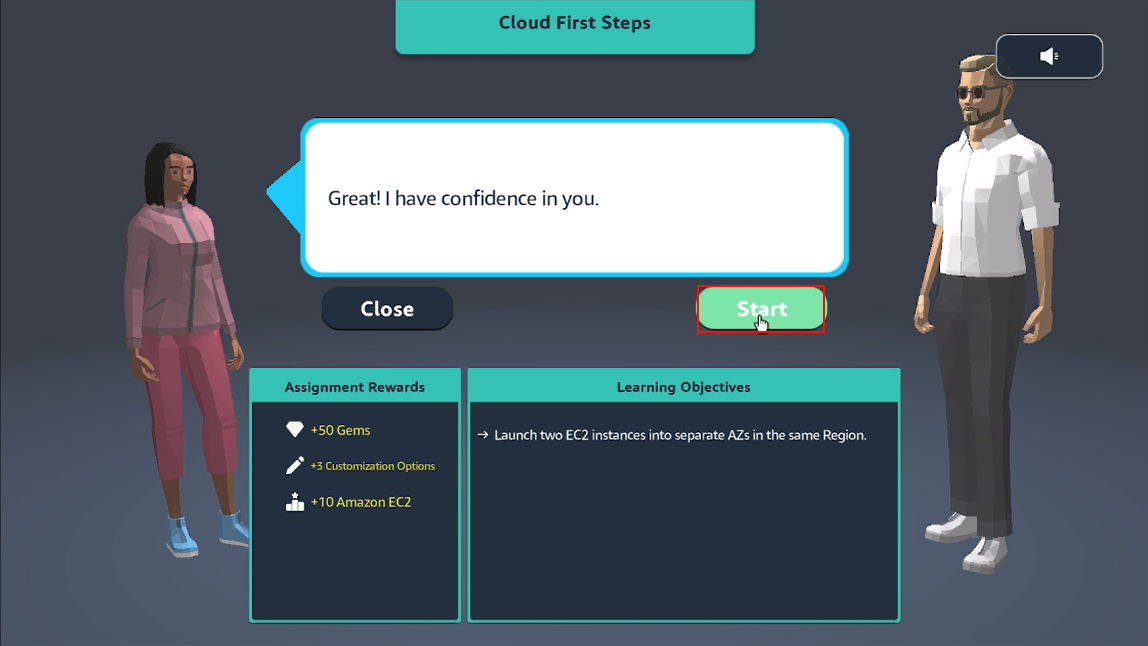 Cloud First Steps
Great! I have confidence in you.
Close
Start
Assignment Rewards
+50 Gems
+3 Customization Options
+10 Amazon EC2
Learning Objectives
→ Launch two EC2 instances into separate AZs in the same Region.